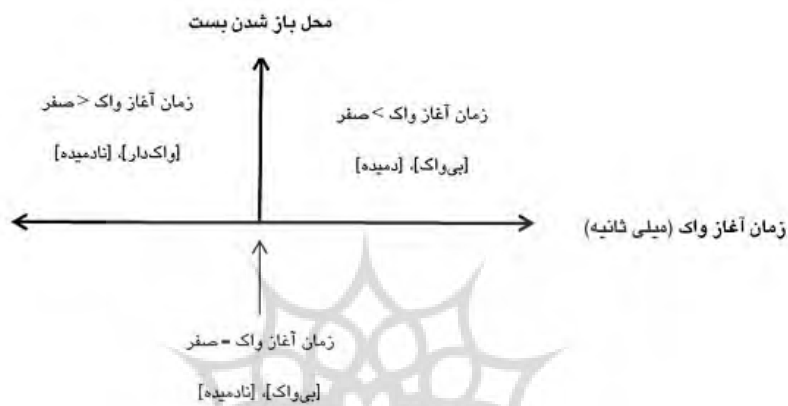 محل باز شدن بست
زمان آغاز واک > صفر
[بی‌واک]، [دمیده]
زمان آغاز واک < صفر
[واک‌دار]، [نادمیده]
زمان آغاز واک (میلی ثانیه)
زمان آغاز واک = صفر
[بی‌واک]، [نادمیده]